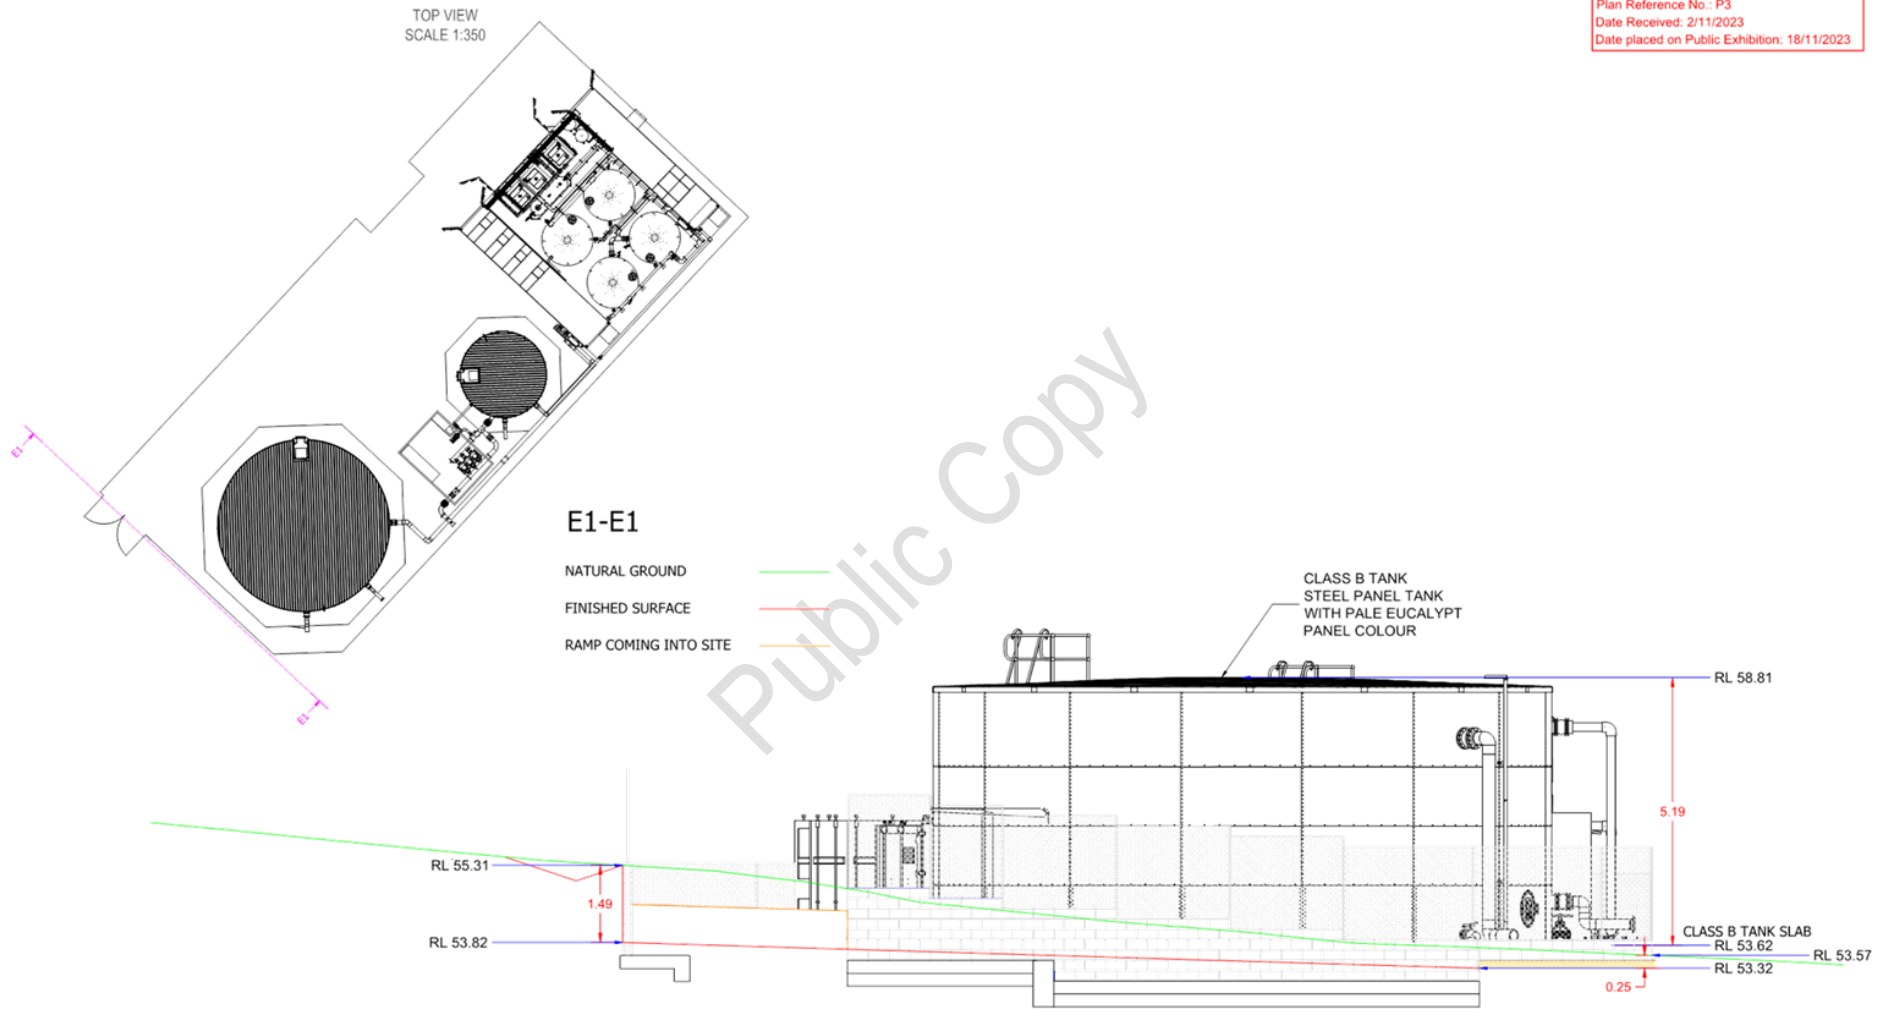 TOP VIEW
SCALE 1:350
Plan Reference No.: P3
Date Received: 2/11/2023
Date placed on Public Exhibition: 18/11/2023
E1
E1
E1-E1
NATURAL GROUND
FINISHED SURFACE
RAMP COMING INTO SITE
Public Copy
CLASS B TANK
STEEL PANEL TANK
WITH PALE EUCALYPT
PANEL COLOUR
RL 58.81
5.19
RL 55.31
1.49
RL 53.82
CLASS B TANK SLAB
RL 53.62
RL 53.57
RL 53.32
0.25